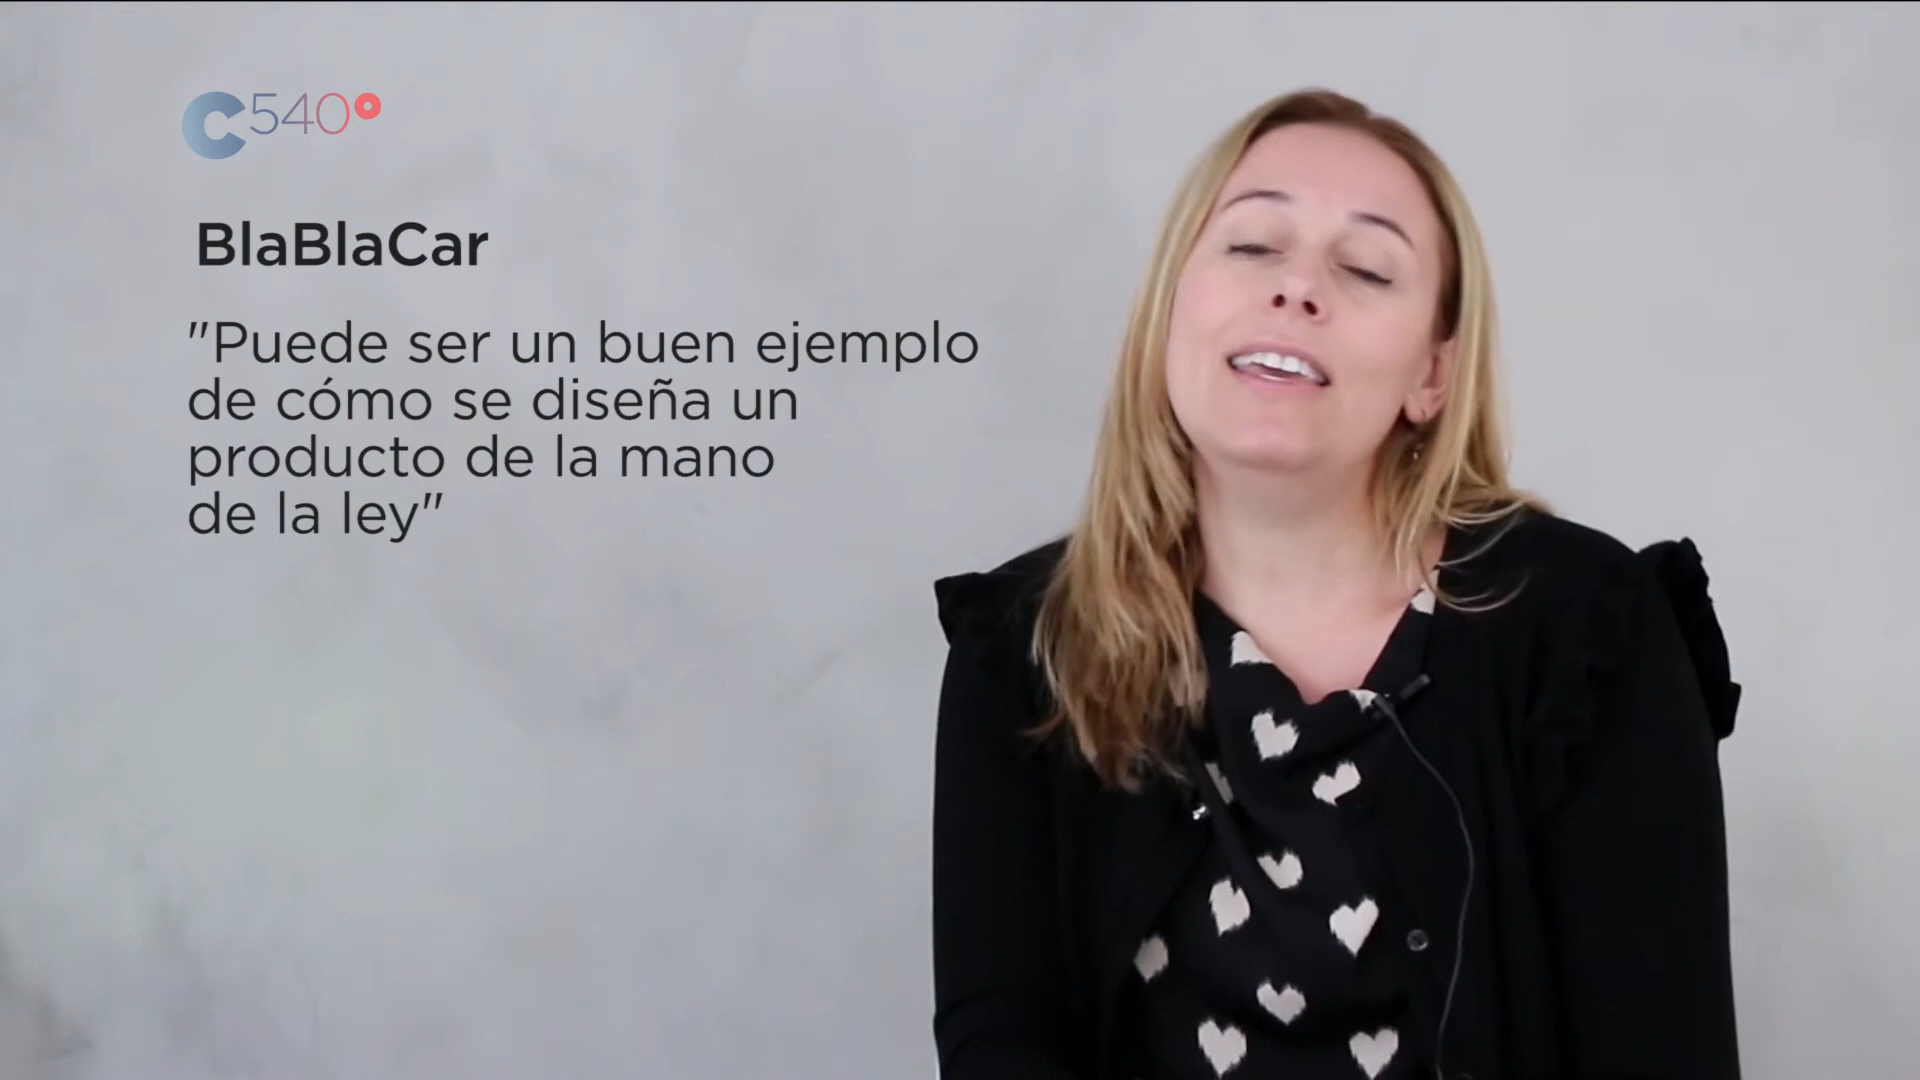 C540°
BlaBlaCar
"Puede ser un buen ejemplo
de cómo se diseña un
producto de la mano
de la ley"